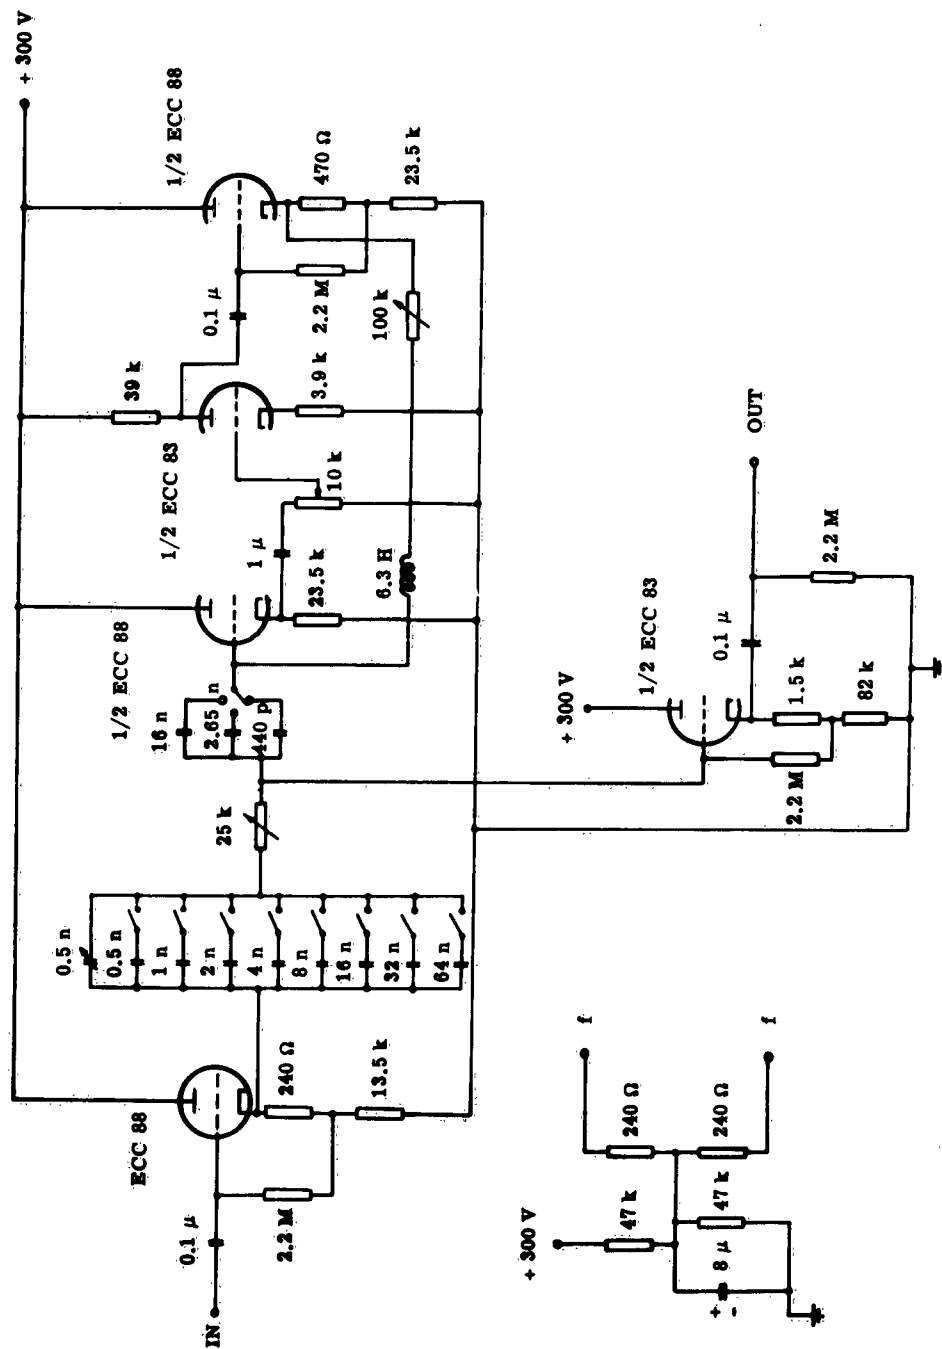 IN
0.1 µ
ECC 88
2.2 M
240 Ω
13.5 k
0.5 n
0.5 n
1 n
2 n
4 n
8 n
16 n
32 n
64 n
25 k
16 n
2.65 n
440 p
1/2 ECC 88
1 µ
23.5 k
6.3 H
10 k
1/2 ECC 83
39 k
3.9 k
100 k
0.1 µ
2.2 M
1/2 ECC 88
470 Ω
23.5 k
+ 300 V
+ 300 V
47 k
+
-
8 µ
47 k
240 Ω
240 Ω
f
f
+ 300 V
1/2 ECC 83
2.2 M
1.5 k
82 k
0.1 µ
2.2 M
OUT